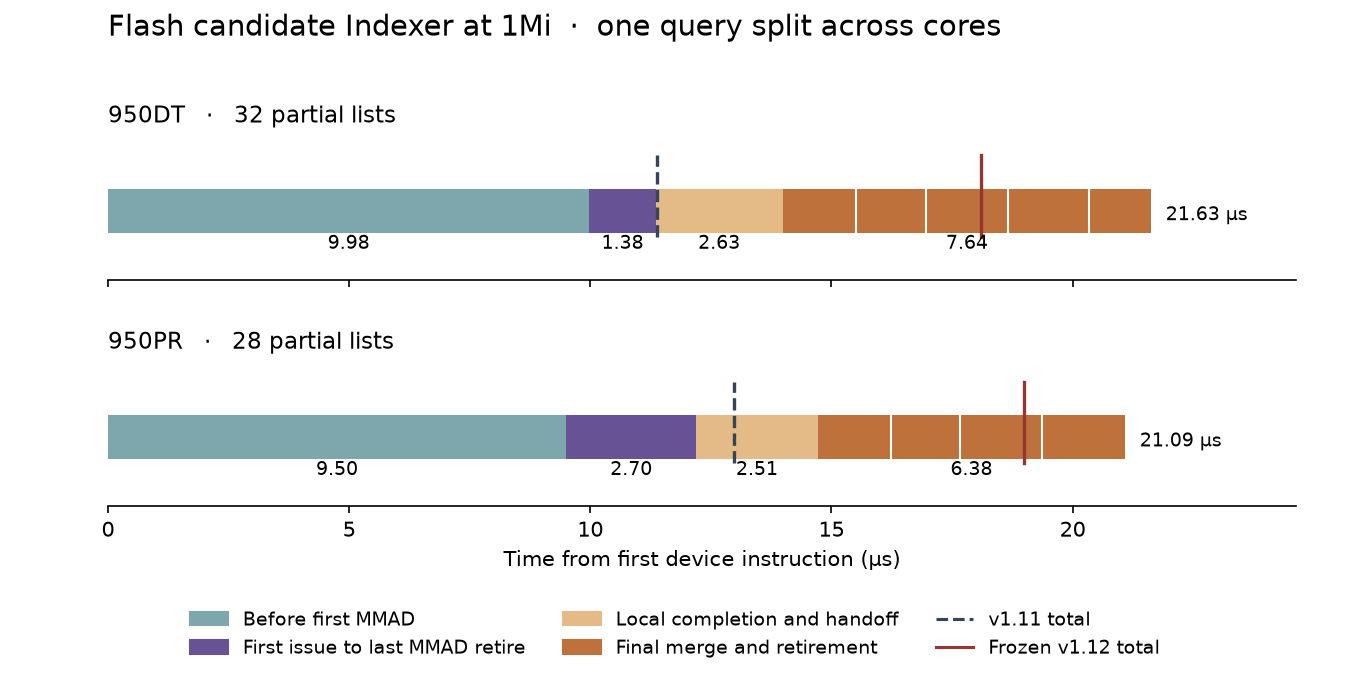 Flash candidate Indexer at 1Mi · one query split across cores
950DT · 32 partial lists
21.63 µs
9.98 1.38 2.63 7.64
950PR · 28 partial lists
21.09 µs
9.50 2.70 2.51 6.38
0 5 10 15 20
Time from first device instruction (µs)
Before first MMAD Local completion and handoff v1.11 total
First issue to last MMAD retire Final merge and retirement Frozen v1.12 total